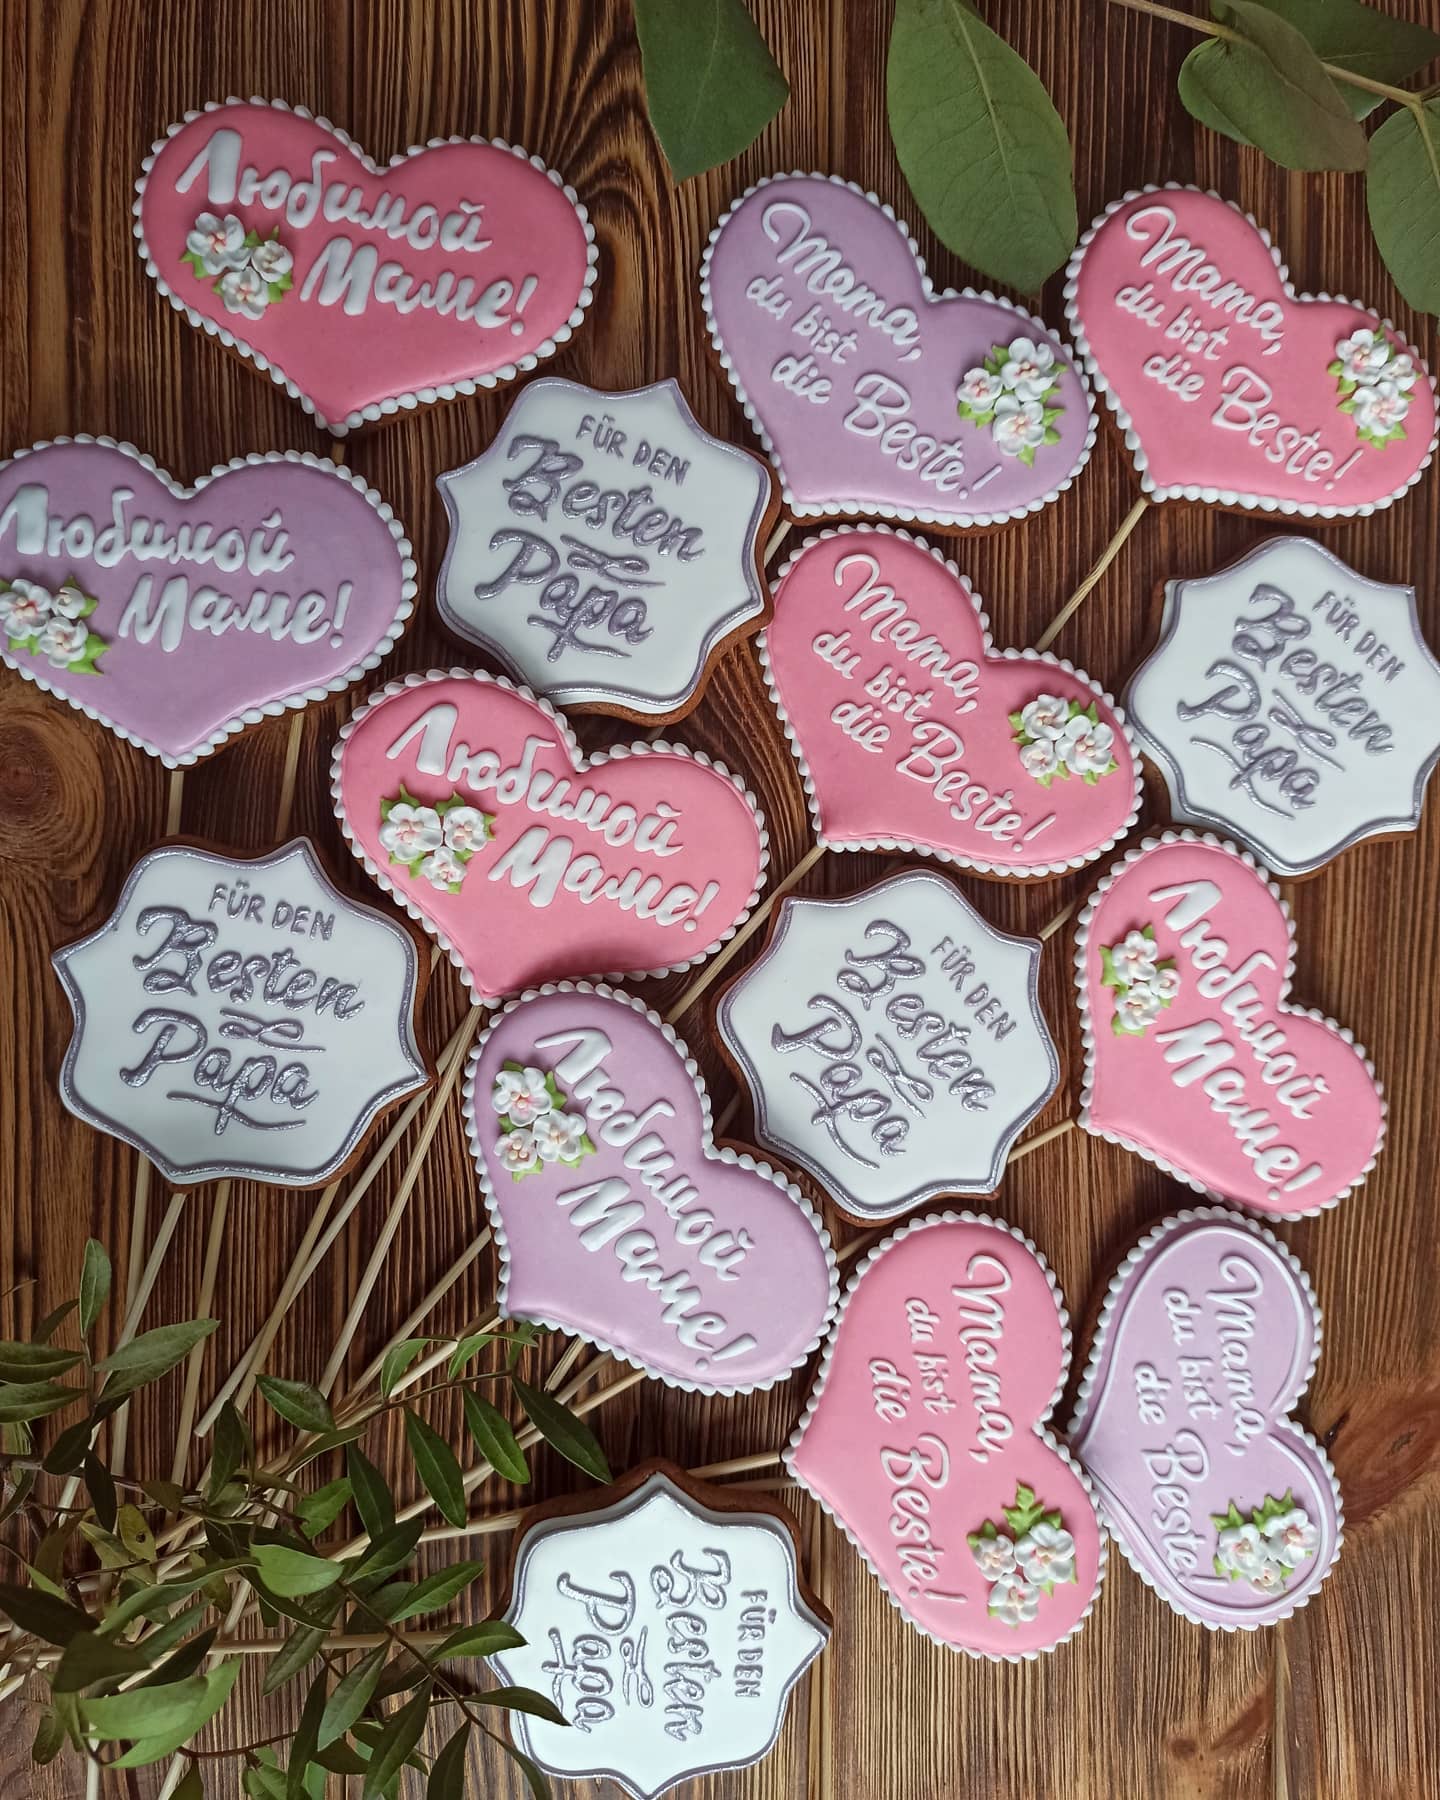 Любимой
Маме!
Mama,
du bist
die Beste!
Mama,
du bist
die Beste!
FÜR DEN
Besten
Papa
Любимой
Маме!
Mama,
du bist
die Beste!
FÜR DEN
Besten
Papa
Любимой
Маме!
FÜR DEN
Besten
Papa
FÜR DEN
Besten
Papa
Любимой
Маме!
Любимой
Маме!
Mama,
du bist
die Beste!
Mama,
du bist
die Beste!
FÜR DEN
Besten
Papa